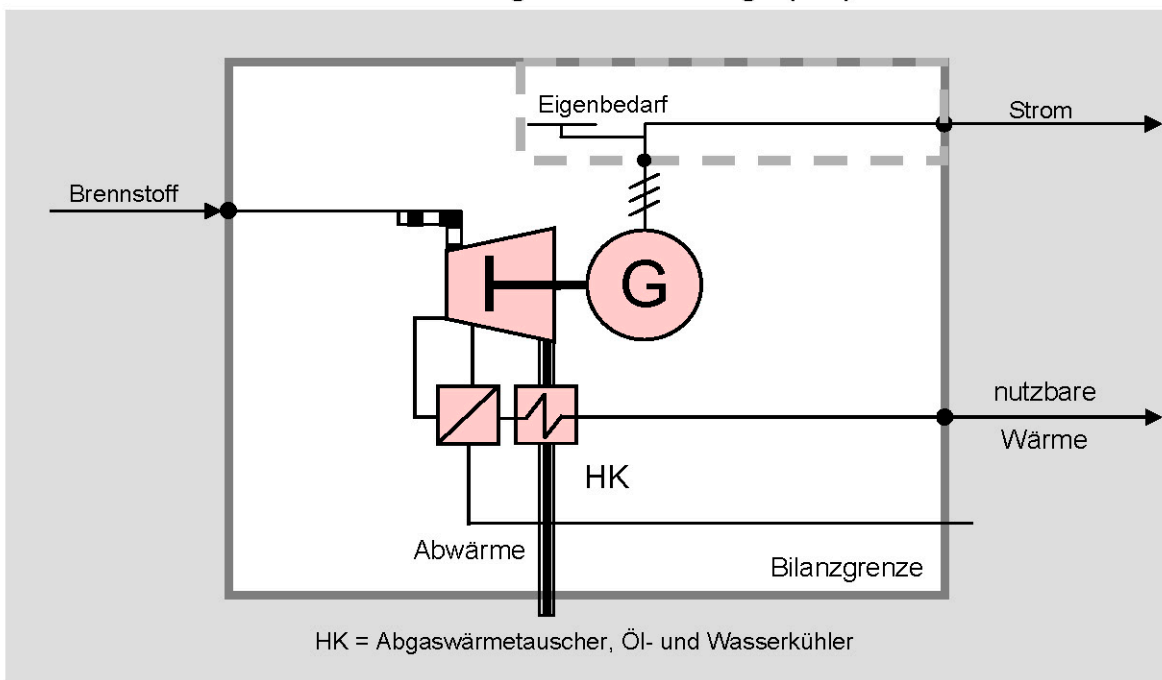 Eigenbedarf
Strom
Brennstoff
G
nutzbare
Wärme
HK
Abwärme
Bilanzgrenze
HK = Abgaswärmetauscher, Öl- und Wasserkühler